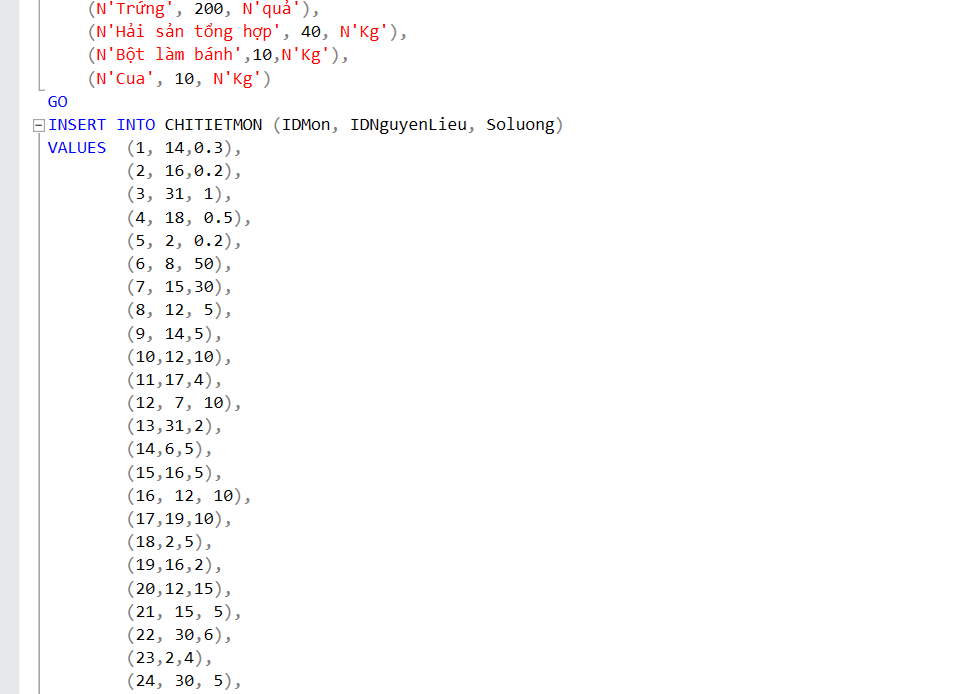 (N'Trứng', 200, N'quả'),
(N'Hải sản tổng hợp', 40, N'Kg'),
(N'Bột làm bánh',10,N'Kg'),
(N'Cua', 10, N'Kg')
GO
INSERT INTO CHITIETMON (IDMon, IDNguyenLieu, Soluong)
VALUES (1, 14,0.3),
(2, 16,0.2),
(3, 31, 1),
(4, 18, 0.5),
(5, 2, 0.2),
(6, 8, 50),
(7, 15,30),
(8, 12, 5),
(9, 14,5),
(10,12,10),
(11,17,4),
(12, 7, 10),
(13,31,2),
(14,6,5),
(15,16,5),
(16, 12, 10),
(17,19,10),
(18,2,5),
(19,16,2),
(20,12,15),
(21, 15, 5),
(22, 30,6),
(23,2,4),
(24, 30, 5),